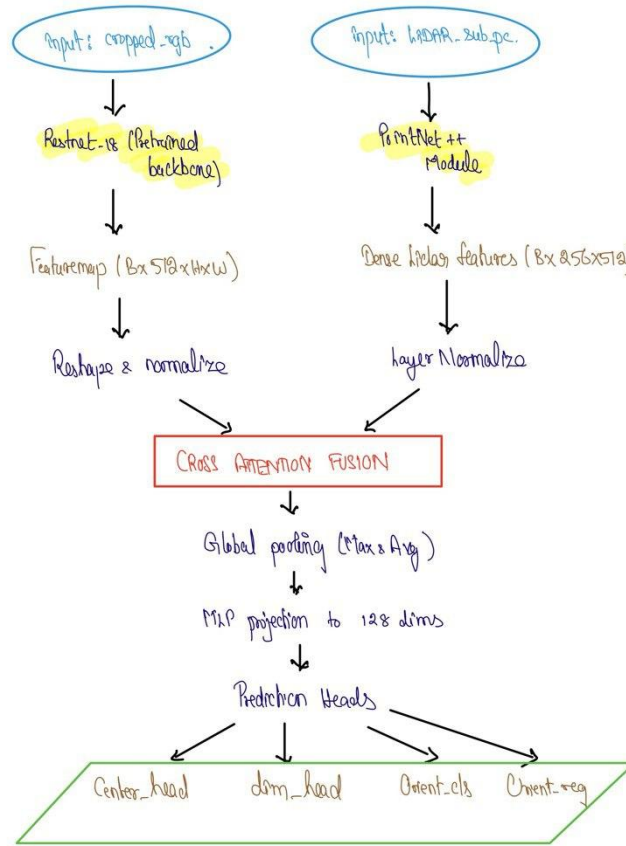 Input: cropped_rgb.
Input: LIDAR_sub_pc.
Restnet-18 (Pretrained
backbone)
PointNet++
Module
Featuremap (B×512×H×W)
Dense Lidar features (B×256×512)
Reshape & normalize
Layer Normalize
CROSS ATTENTION FUSION
Global pooling (Max & Avg)
MLP projection to 128 dims
Prediction Heads
Center_head
dim_head
Orient_cls
Orient_reg